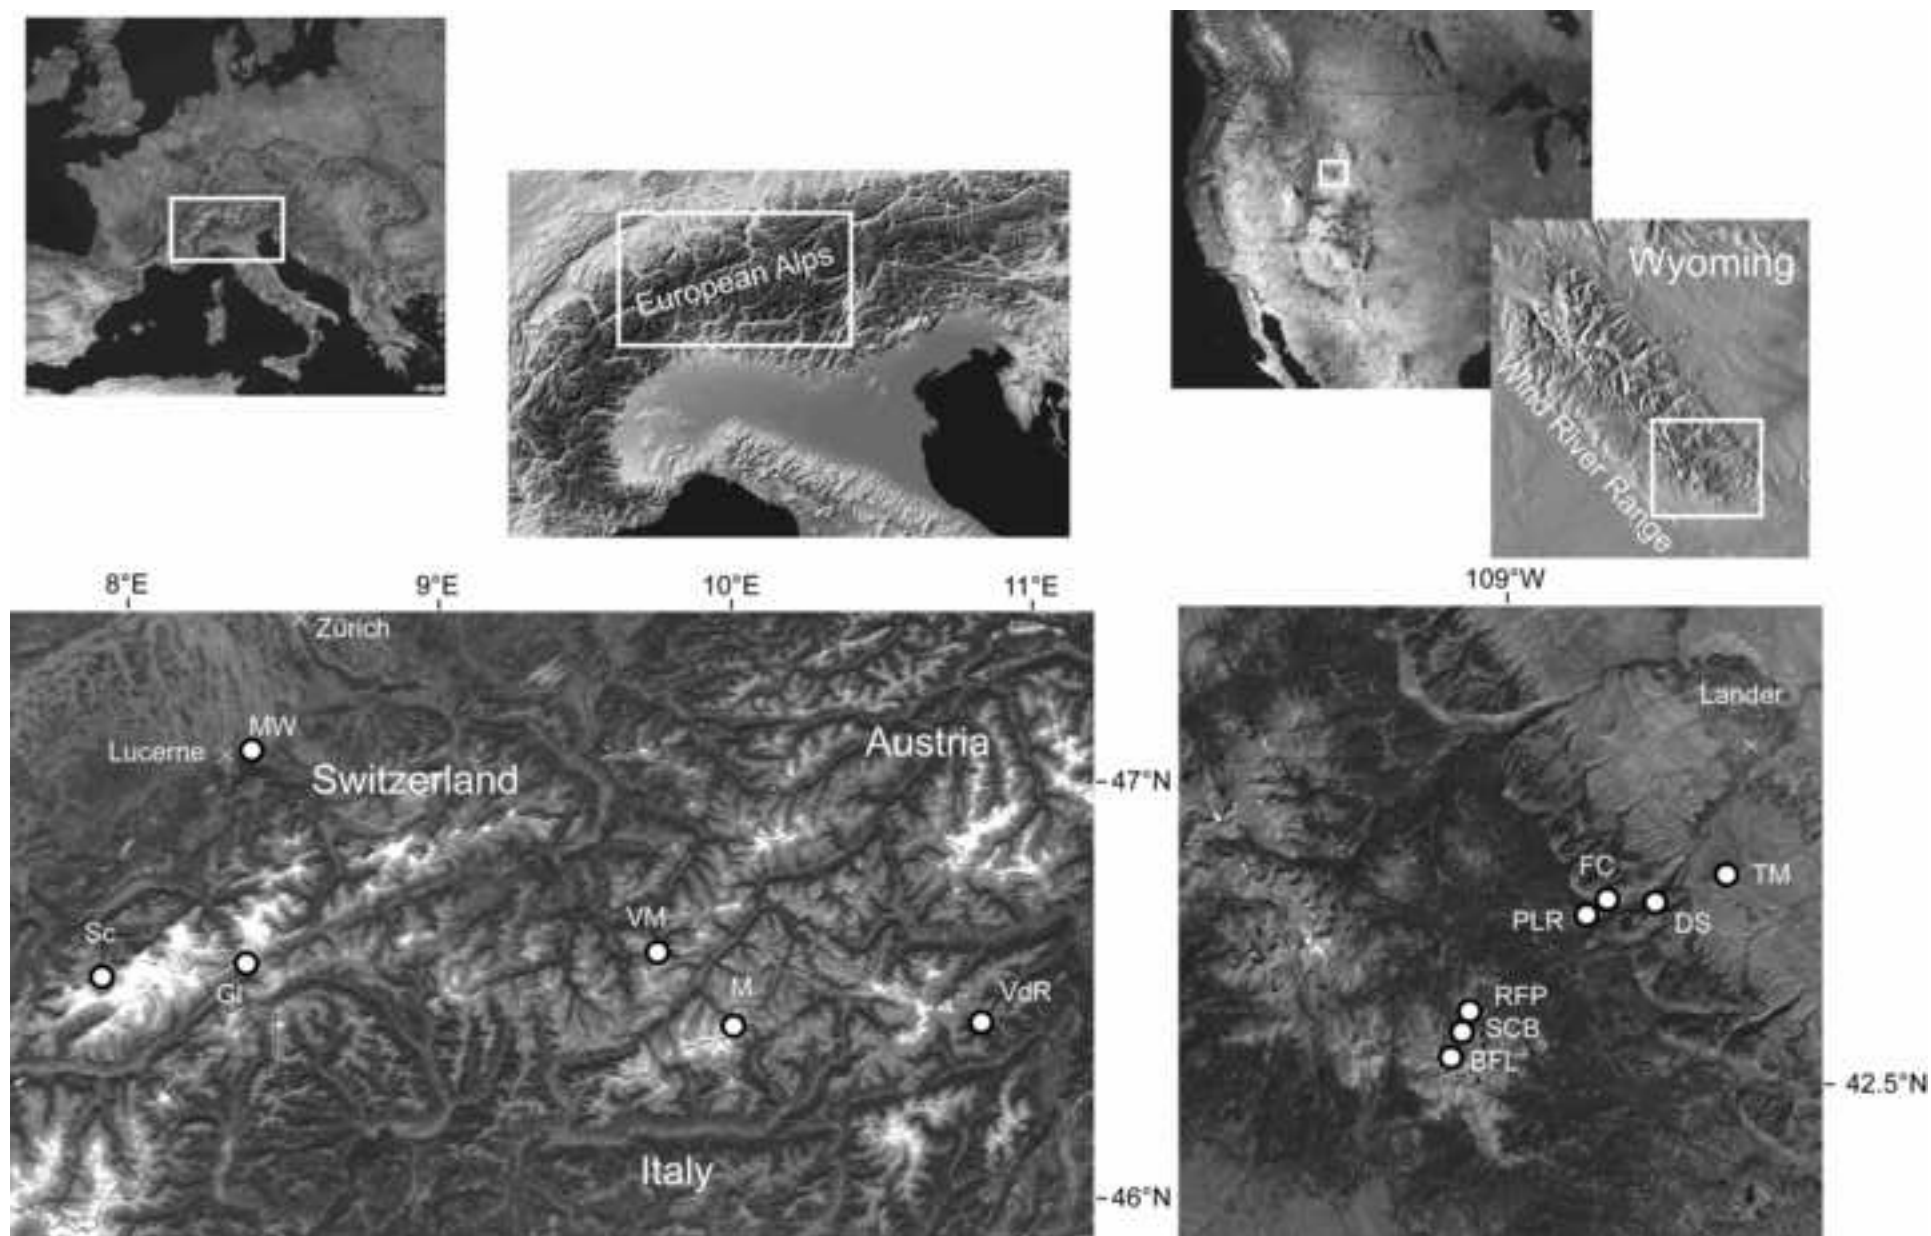 European Alps
Wyoming
Wind River Range
8°E
9°E
10°E
11°E
109°W
Zürich
MW
Lucerne
Switzerland
Austria
47°N
Sc
Gl
VM
M
VdR
Italy
46°N
Lander
FC
TM
PLR
DS
RFP
SCB
BFL
42.5°N